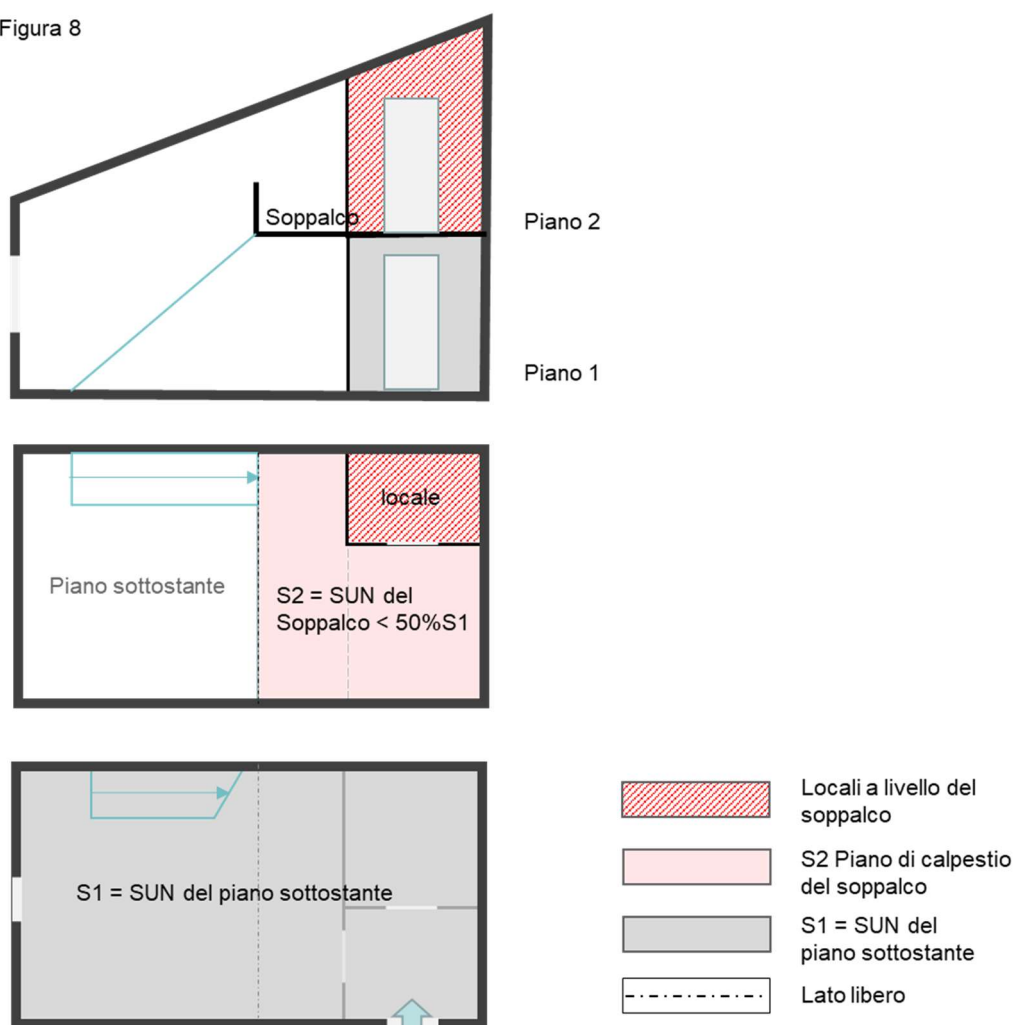 Figura 8
Soppalco
Piano 2
Piano 1
locale
Piano sottostante
S2 = SUN del
Soppalco < 50%S1
S1 = SUN del piano sottostante
Locali a livello del
soppalco
S2 Piano di calpestio
del soppalco
S1 = SUN del
piano sottostante
Lato libero